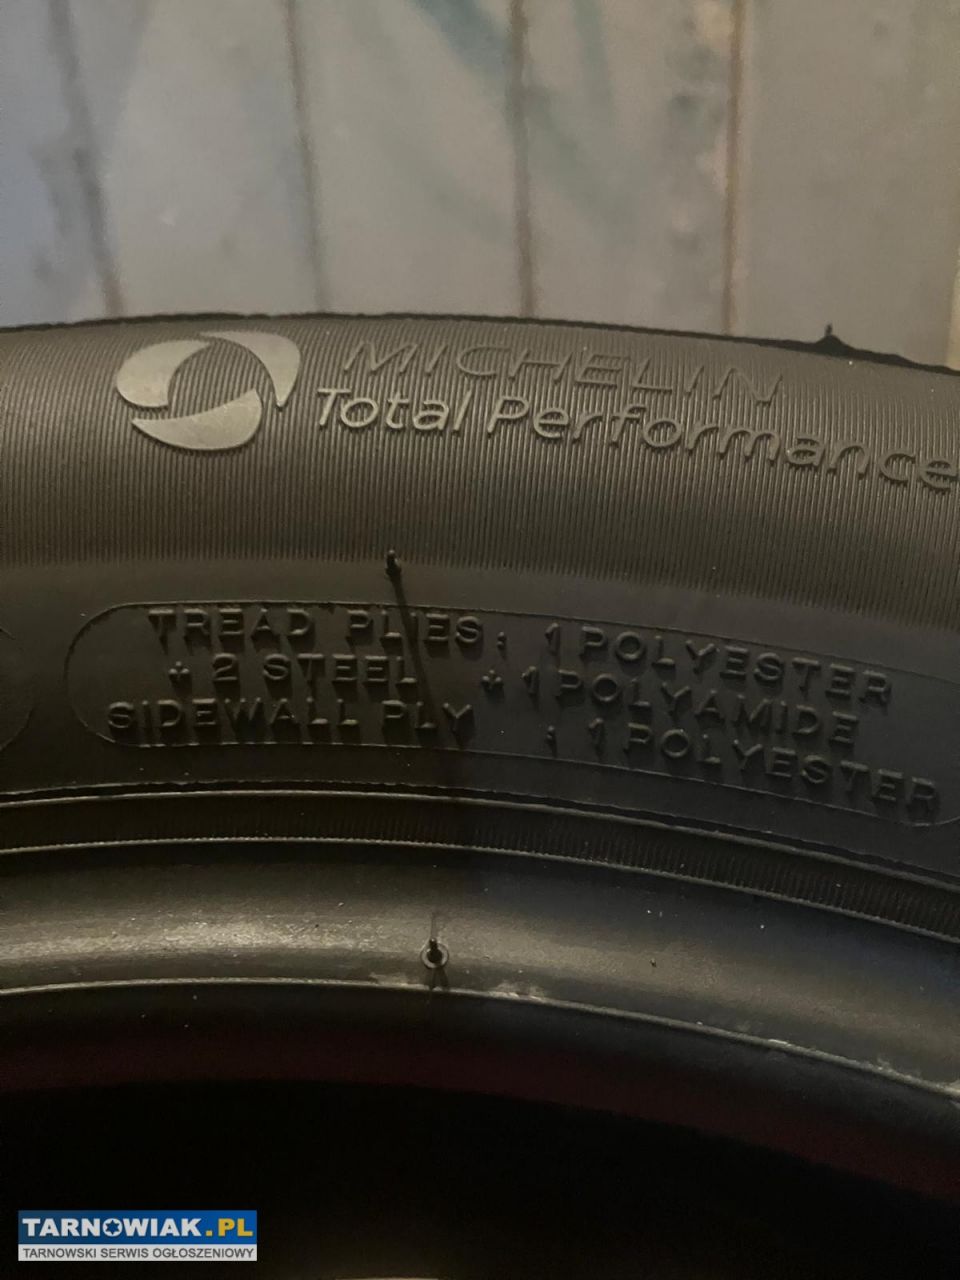 MICHELIN
Total Performance
TREAD PLIES : 1 POLYESTER
+ 2 STEEL + 1 POLYAMIDE
SIDEWALL PLY : 1 POLYESTER
TARNOWIAK.PL
TARNOWSKI SERWIS OGŁOSZENIOWY